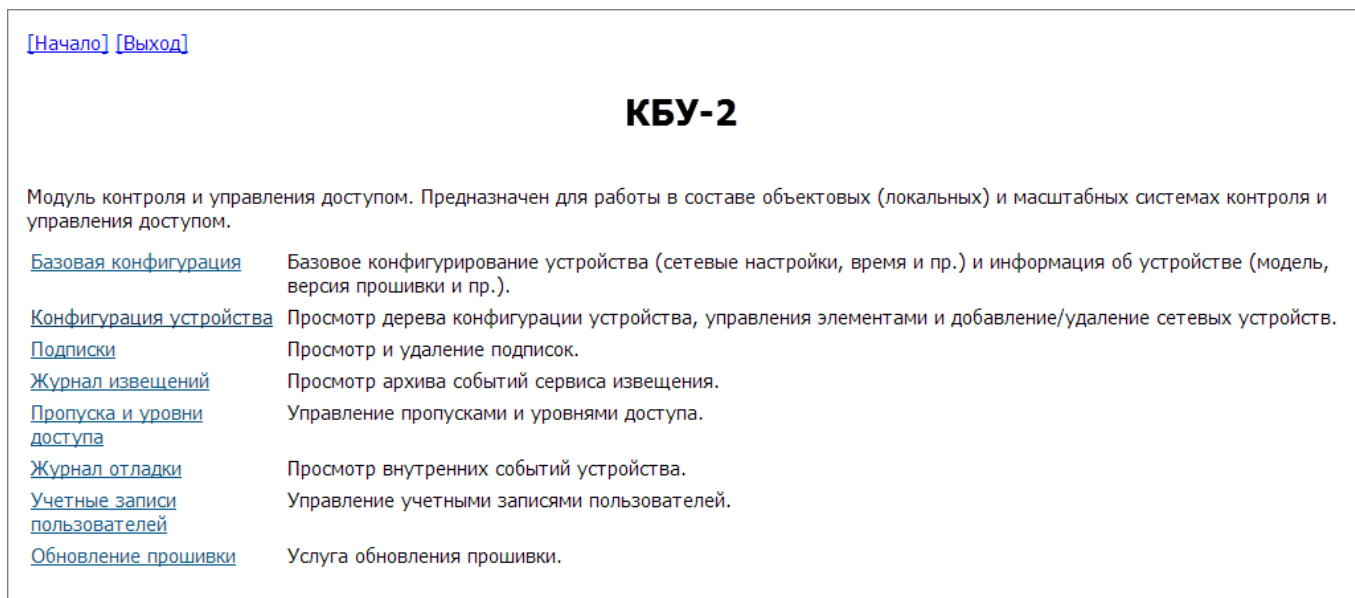 [Начало] [Выход]
КБУ-2
Модуль контроля и управления доступом. Предназначен для работы в составе объектовых (локальных) и масштабных системах контроля и
управления доступом.
Базовая конфигурация Базовое конфигурирование устройства (сетевые настройки, время и пр.) и информация об устройстве (модель,
версия прошивки и пр.).
Конфигурация устройства Просмотр дерева конфигурации устройства, управления элементами и добавление/удаление сетевых устройств.
Подписки Просмотр и удаление подписок.
Журнал извещений Просмотр архива событий сервиса извещения.
Пропуска и уровни Управление пропусками и уровнями доступа.
доступа
Журнал отладки Просмотр внутренних событий устройства.
Учетные записи Управление учетными записями пользователей.
пользователей
Обновление прошивки Услуга обновления прошивки.